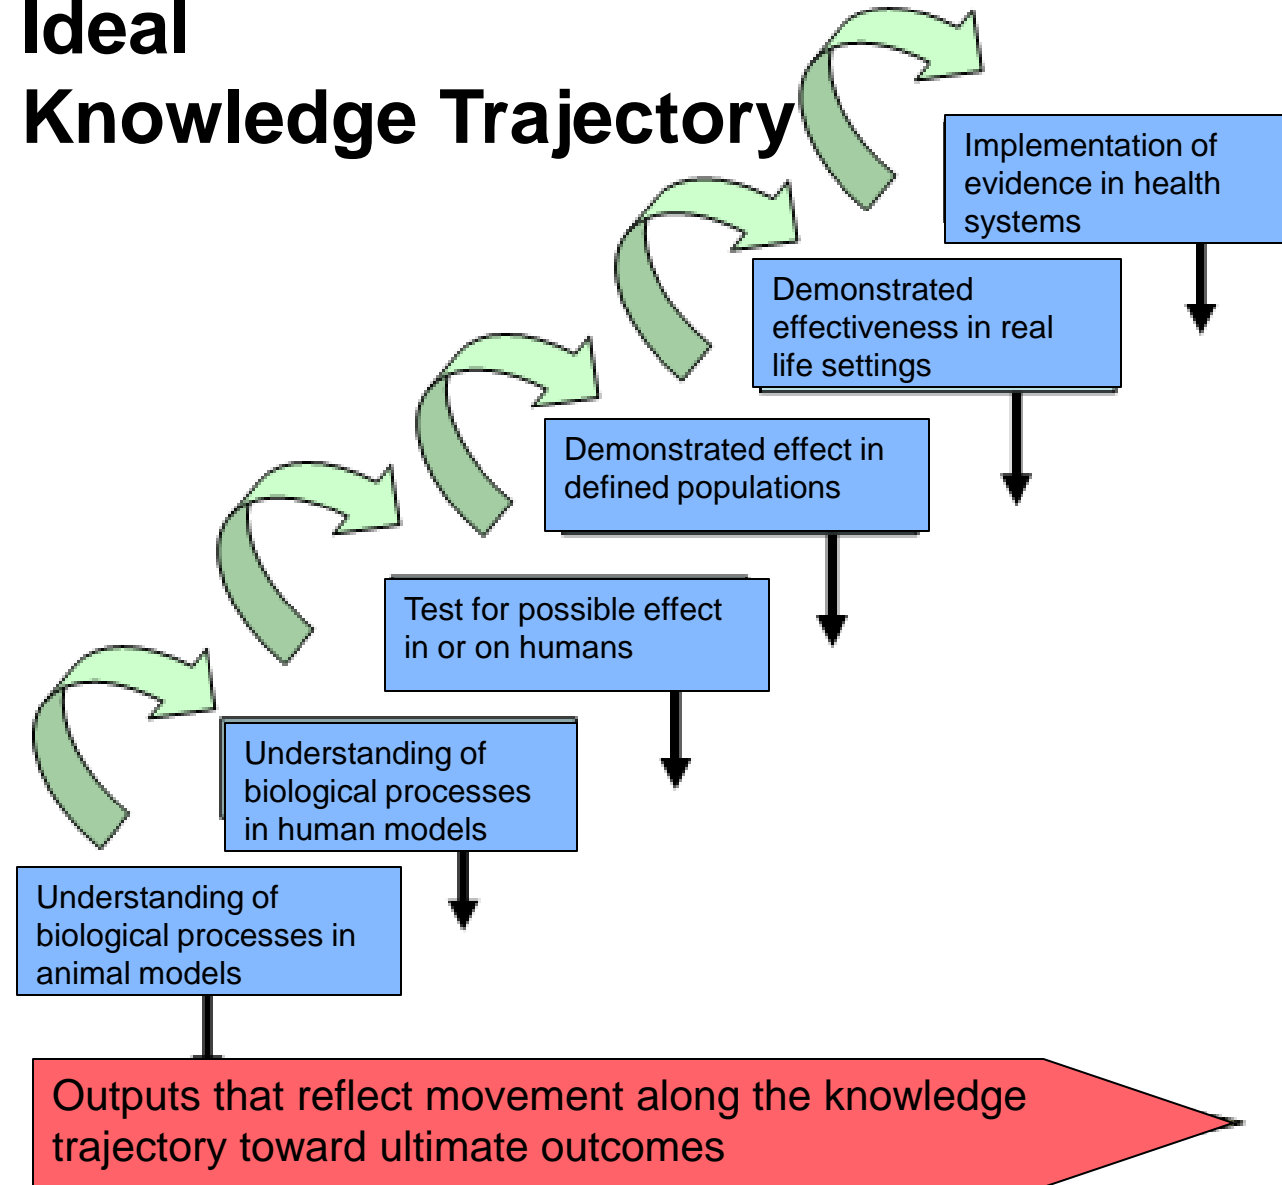 Ideal
Knowledge Trajectory
Implementation of
evidence in health
systems
Demonstrated
effectiveness in real
life settings
Demonstrated effect in
defined populations
Test for possible effect
in or on humans
Understanding of
biological processes
in human models
Understanding of
biological processes in
animal models
Outputs that reflect movement along the knowledge
trajectory toward ultimate outcomes